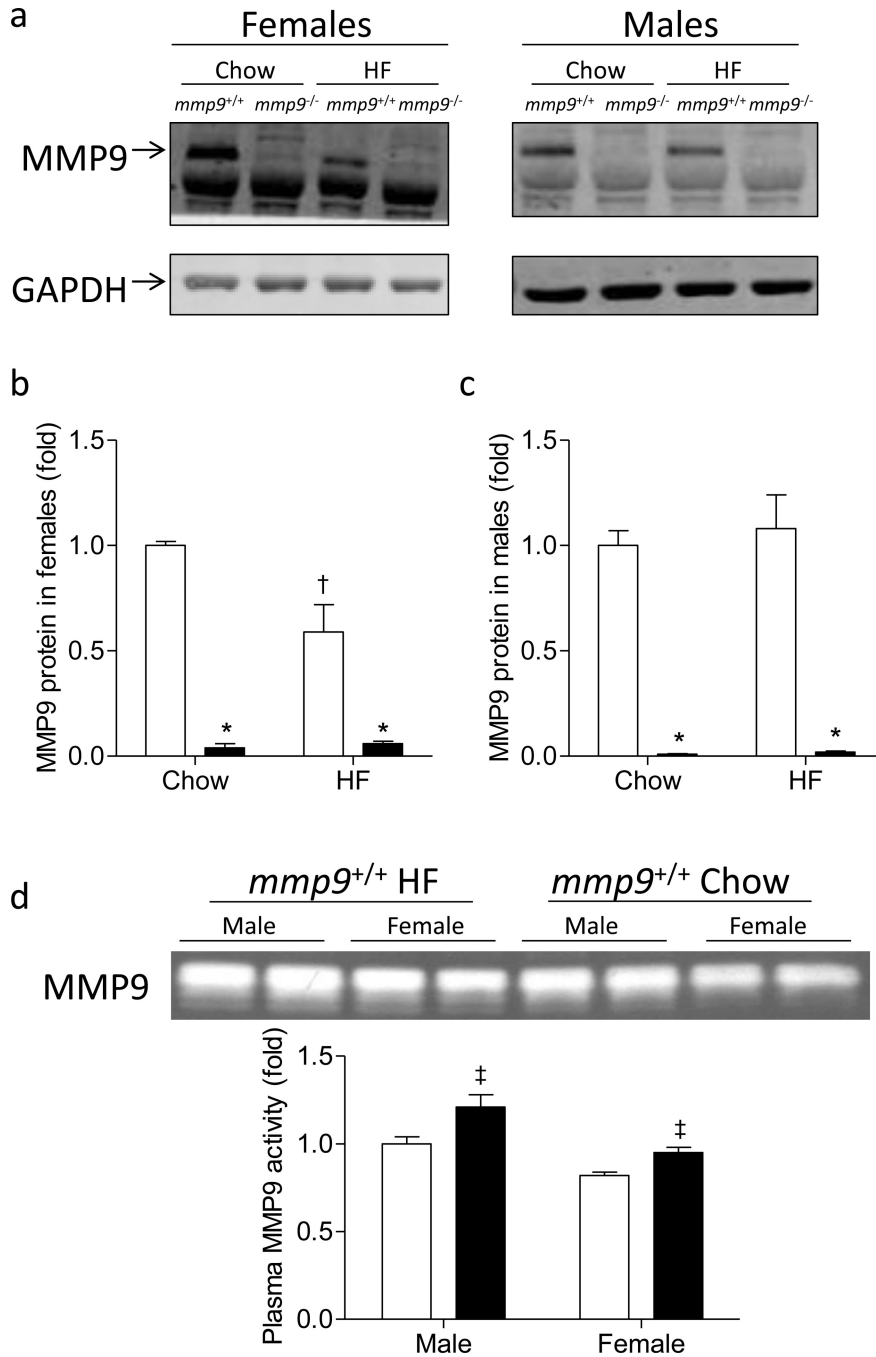 a
Females Males
Chow HF Chow HF
mmp9+/+ mmp9-/- mmp9+/+ mmp9-/- mmp9+/+ mmp9-/- mmp9+/+ mmp9-/-
MMP9
GAPDH
b
MMP9 protein in females (fold)
1.5
1.0
0.5
0.0
†
*
*
Chow HF
c
MMP9 protein in males (fold)
1.5
1.0
0.5
0.0
*
*
Chow HF
d
mmp9+/+ HF mmp9+/+ Chow
Male Female Male Female
MMP9
Plasma MMP9 activity (fold)
1.5
1.0
0.5
0.0
‡
‡
Male Female